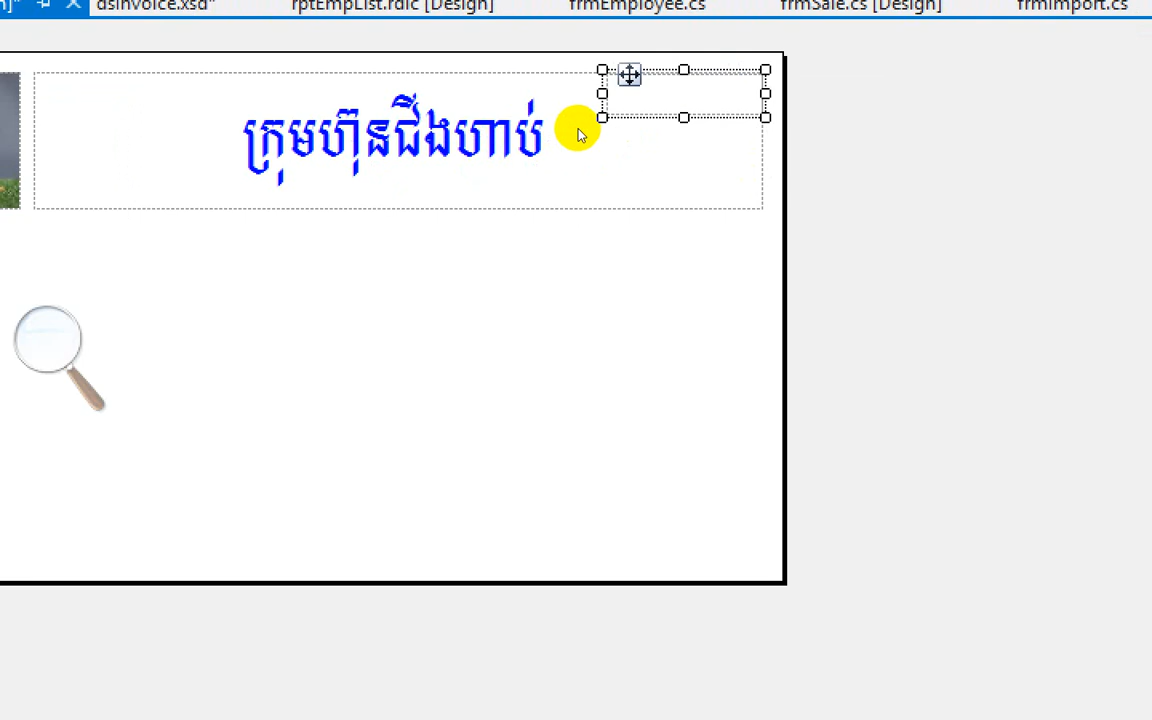 dsInvoice.xsd*
rptEmpList.rdlc [Design]
frmEmployee.cs
frmSale.cs [Design]
frmImport.cs
ក្រុមហ៊ុនជឺងហាប់